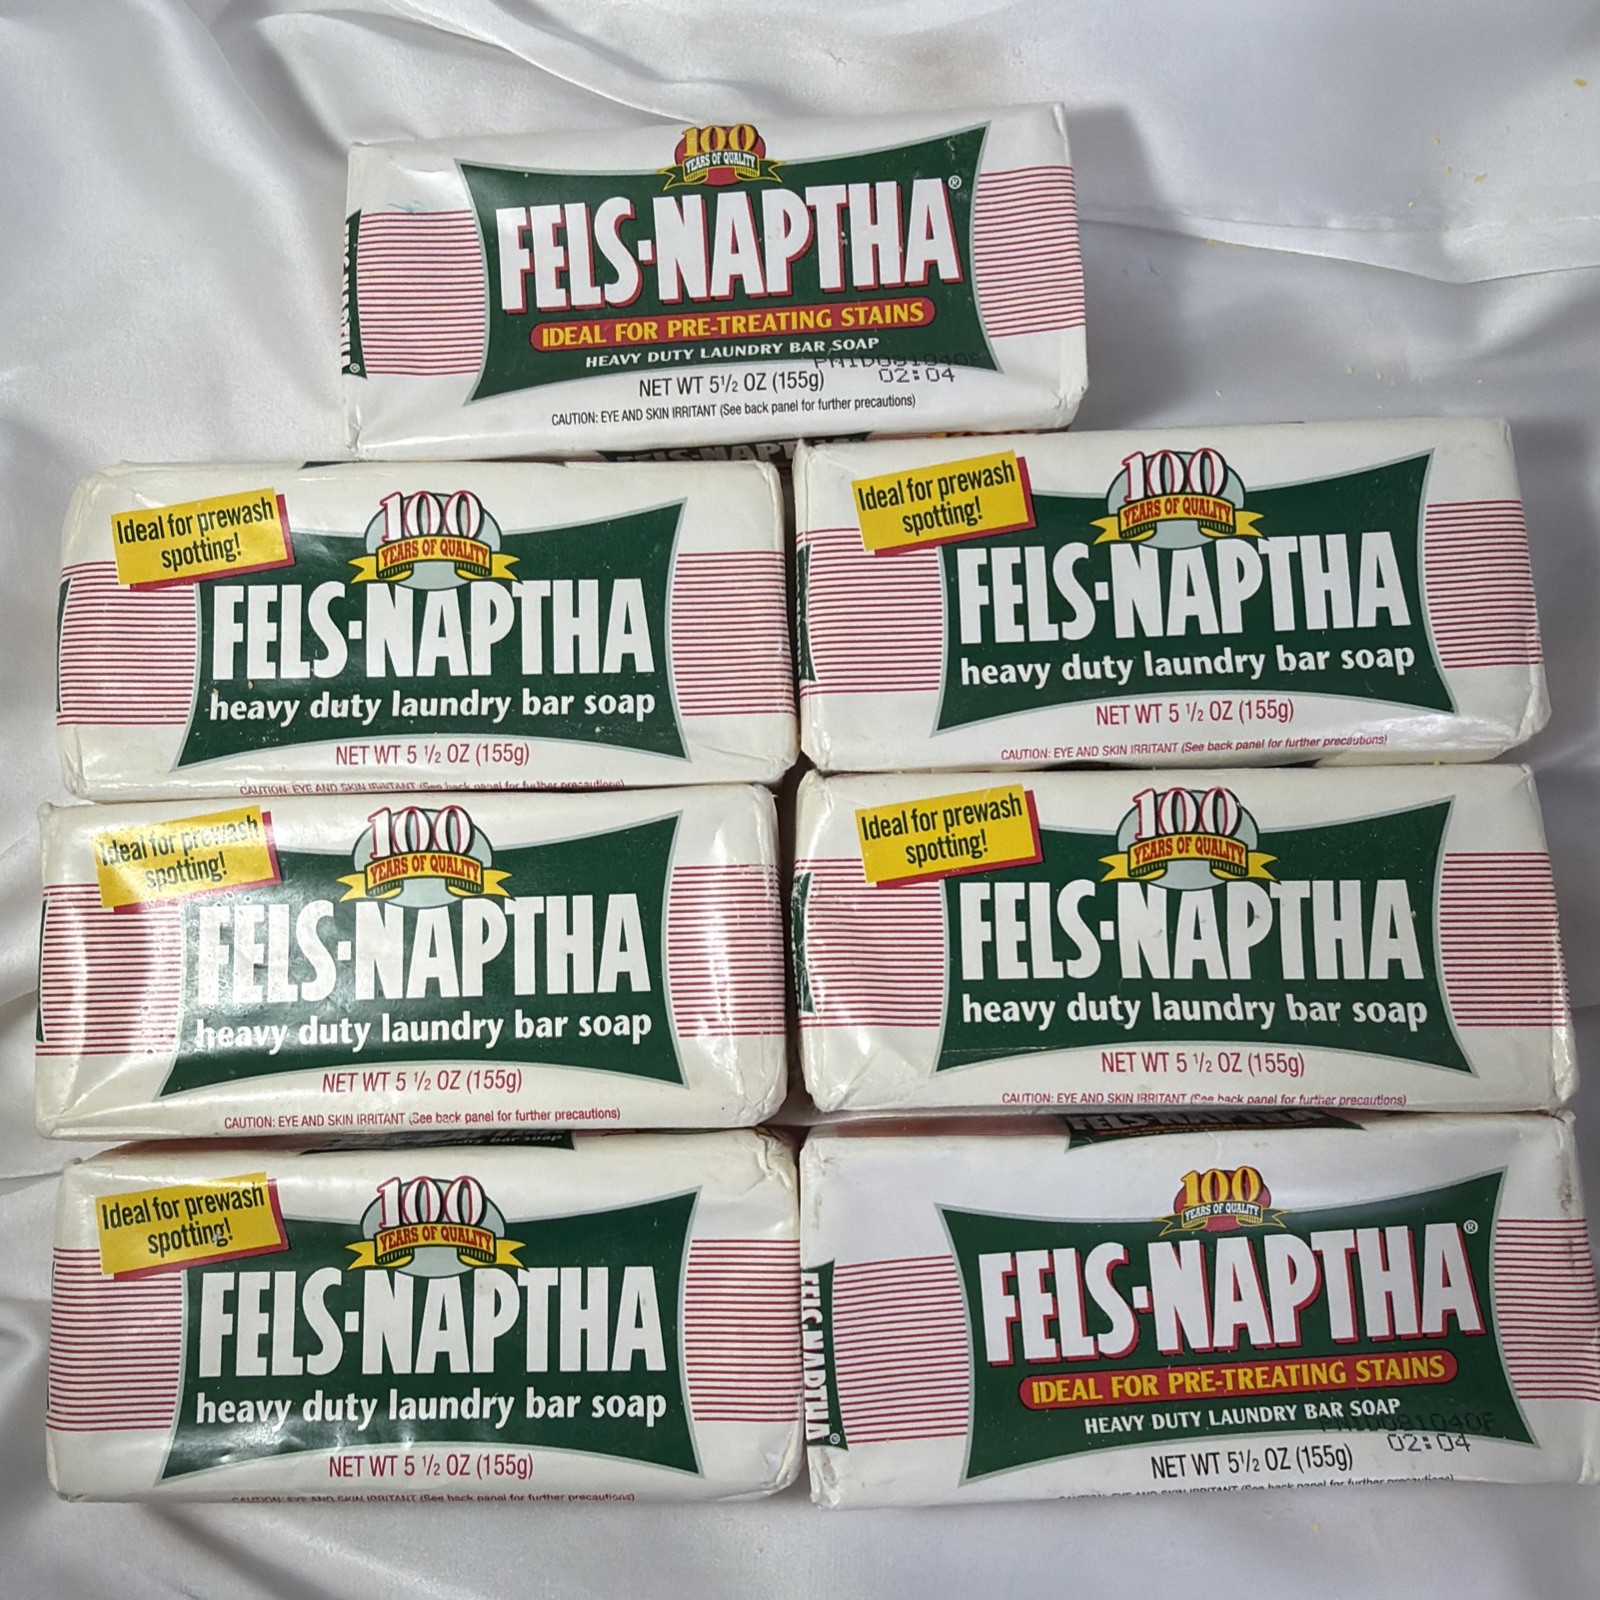 100
YEARS OF QUALITY
FELS-NAPTHA®
IDEAL FOR PRE-TREATING STAINS
HEAVY DUTY LAUNDRY BAR SOAP
02:04
NET WT 5 1/2 OZ (155g)
CAUTION: EYE AND SKIN IRRITANT (See back panel for further precautions)
Ideal for prewash
spotting!
100
YEARS OF QUALITY
FELS-NAPTHA
heavy duty laundry bar soap
NET WT 5 1/2 OZ (155g)
CAUTION: EYE AND SKIN IRRITANT (See back panel for further precautions)
Ideal for prewash
spotting!
100
YEARS OF QUALITY
FELS-NAPTHA
heavy duty laundry bar soap
NET WT 5 1/2 OZ (155g)
CAUTION: EYE AND SKIN IRRITANT (See back panel for further precautions)
Ideal for prewash
spotting!
100
YEARS OF QUALITY
FELS-NAPTHA
heavy duty laundry bar soap
NET WT 5 1/2 OZ (155g)
CAUTION: EYE AND SKIN IRRITANT (See back panel for further precautions)
Ideal for prewash
spotting!
100
YEARS OF QUALITY
FELS-NAPTHA
heavy duty laundry bar soap
NET WT 5 1/2 OZ (155g)
CAUTION: EYE AND SKIN IRRITANT (See back panel for further precautions)
Ideal for prewash
spotting!
100
YEARS OF QUALITY
FELS-NAPTHA
heavy duty laundry bar soap
NET WT 5 1/2 OZ (155g)
CAUTION: EYE AND SKIN IRRITANT (See back panel for further precautions)
FELS-NAPTHA®
100
YEARS OF QUALITY
FELS-NAPTHA®
IDEAL FOR PRE-TREATING STAINS
HEAVY DUTY LAUNDRY BAR SOAP
02:04
NET WT 5 1/2 OZ (155g)